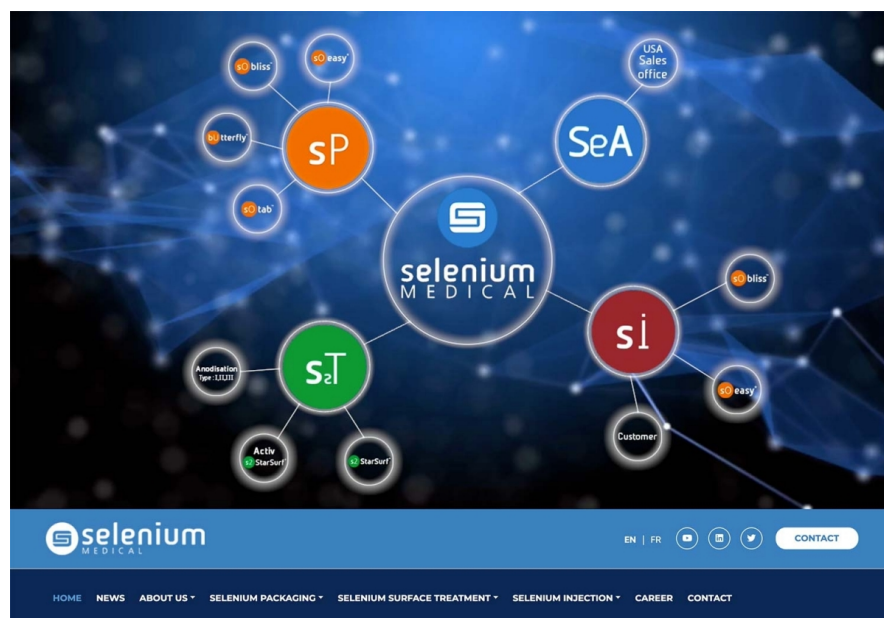 sO bliss
sO easy
USA
Sales
office
bUtterfly
sP
SeA
sO tab
selenium
MEDICAL
sO bliss
sI
s2T
Anodisation
Type : I,II,III
sO easy
Customer
Activ
s2 StarSurf
s2 StarSurf
selenium
MEDICAL
EN | FR
CONTACT
HOME NEWS ABOUT US SELENIUM PACKAGING SELENIUM SURFACE TREATMENT SELENIUM INJECTION CAREER CONTACT